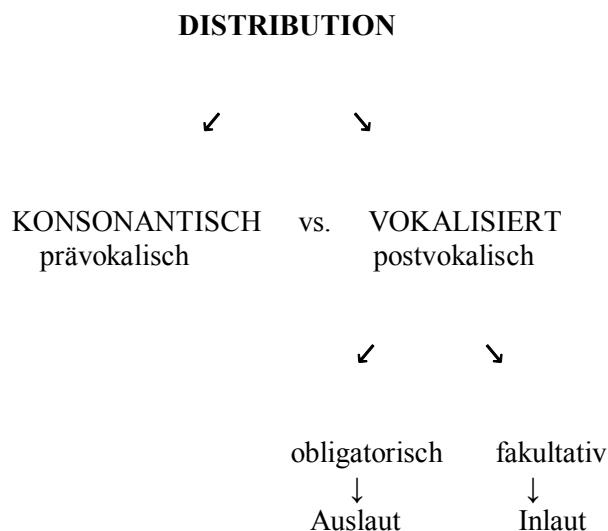 DISTRIBUTION
↙ ↘
KONSONANTISCH vs. VOKALISIERT
prävokalisch postvokalisch
↙ ↘
obligatorisch fakultativ
↓ ↓
Auslaut Inlaut